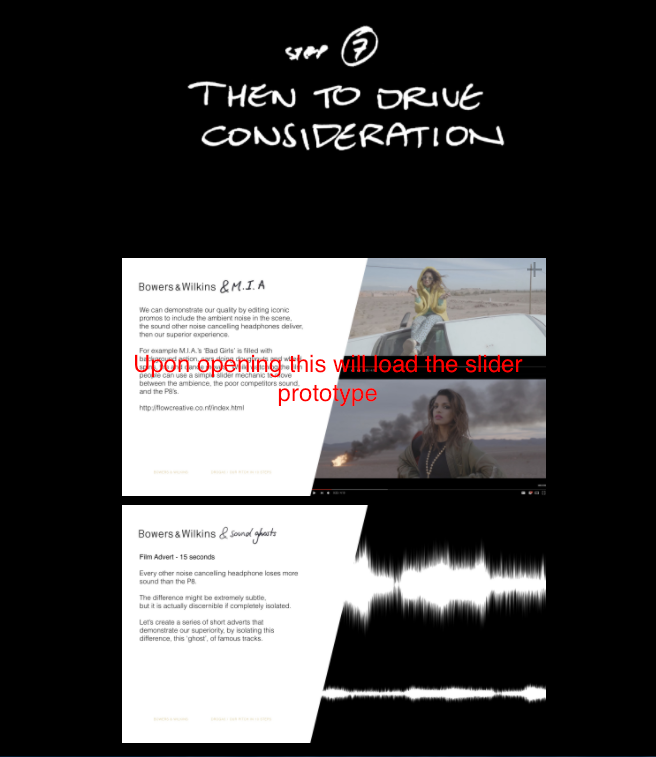 STEP 7
THEN TO DRIVE
CONSIDERATION
Bowers & Wilkins & M.I.A
We can demonstrate our quality by editing iconic
promos to include the ambient noise in the scene,
the sound other noise cancelling headphones deliver,
then our superior experience.
For example M.I.A.'s 'Bad Girls' is filled with
Upon opening this will load the slider
prototype
people can use a simple slider mechanic to move
between the ambience, the poor competitors sound,
and the P8's.
http://flowcreative.co.nf/index.html
Bowers & Wilkins & sound ghosts
Film Advert - 15 seconds
Every other noise cancelling headphone loses more
sound than the P8.
The difference might be extremely subtle,
but it is actually discernible if completely isolated.
Let's create a series of short adverts that
demonstrate our superiority, by isolating this
difference, this 'ghost', of famous tracks.